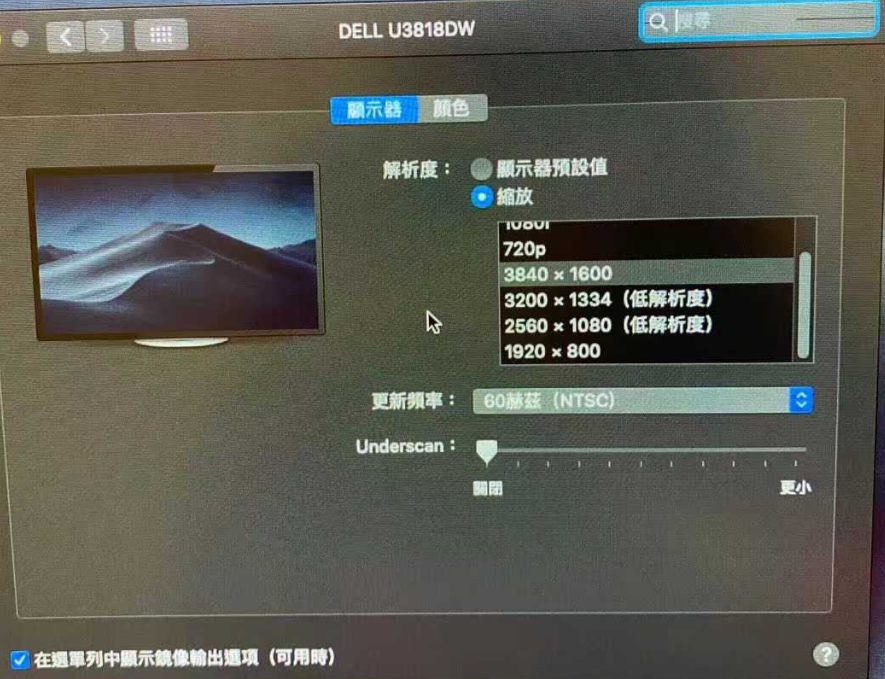 DELL U3818DW
搜尋
顯示器 顏色
解析度： 顯示器預設值
縮放
1080i
720p
3840 × 1600
3200 × 1334（低解析度）
2560 × 1080（低解析度）
1920 × 800
更新頻率： 60赫茲（NTSC）
Underscan：
關閉 更小
在選單列中顯示鏡像輸出選項（可用時）
?